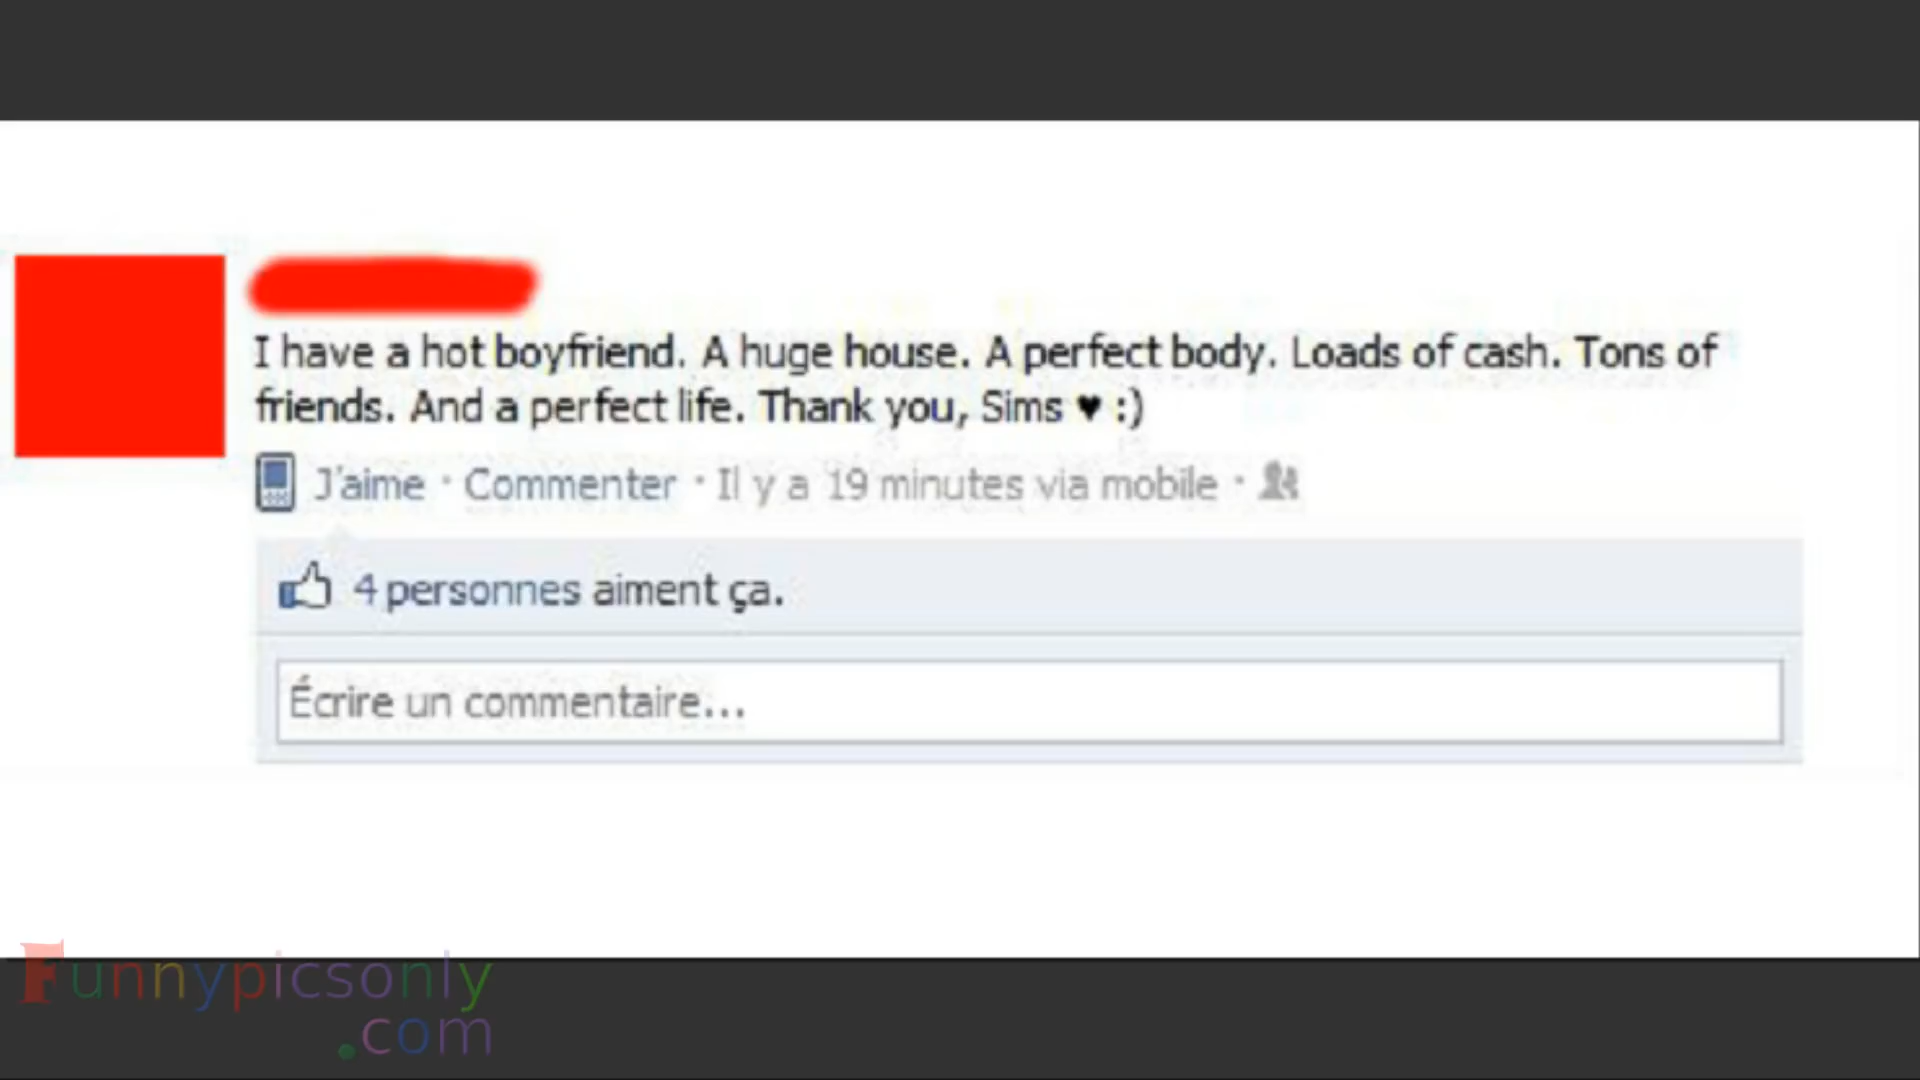 I have a hot boyfriend. A huge house. A perfect body. Loads of cash. Tons of
friends. And a perfect life. Thank you, Sims ♥ :)
J'aime · Commenter · Il y a 19 minutes via mobile ·
4 personnes aiment ça.
Écrire un commentaire...
Funnypicsonly
.com